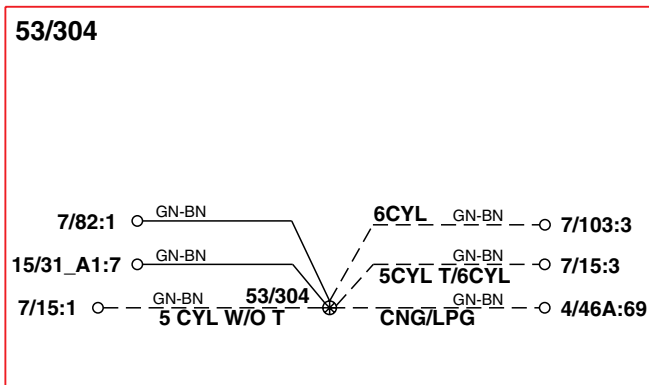 53/304
6CYL GN-BN 7/103:3
7/82:1 GN-BN
15/31_A1:7 GN-BN
GN-BN 7/15:3
5CYL T/6CYL
7/15:1 GN-BN 53/304 GN-BN 4/46A:69
5 CYL W/O T CNG/LPG